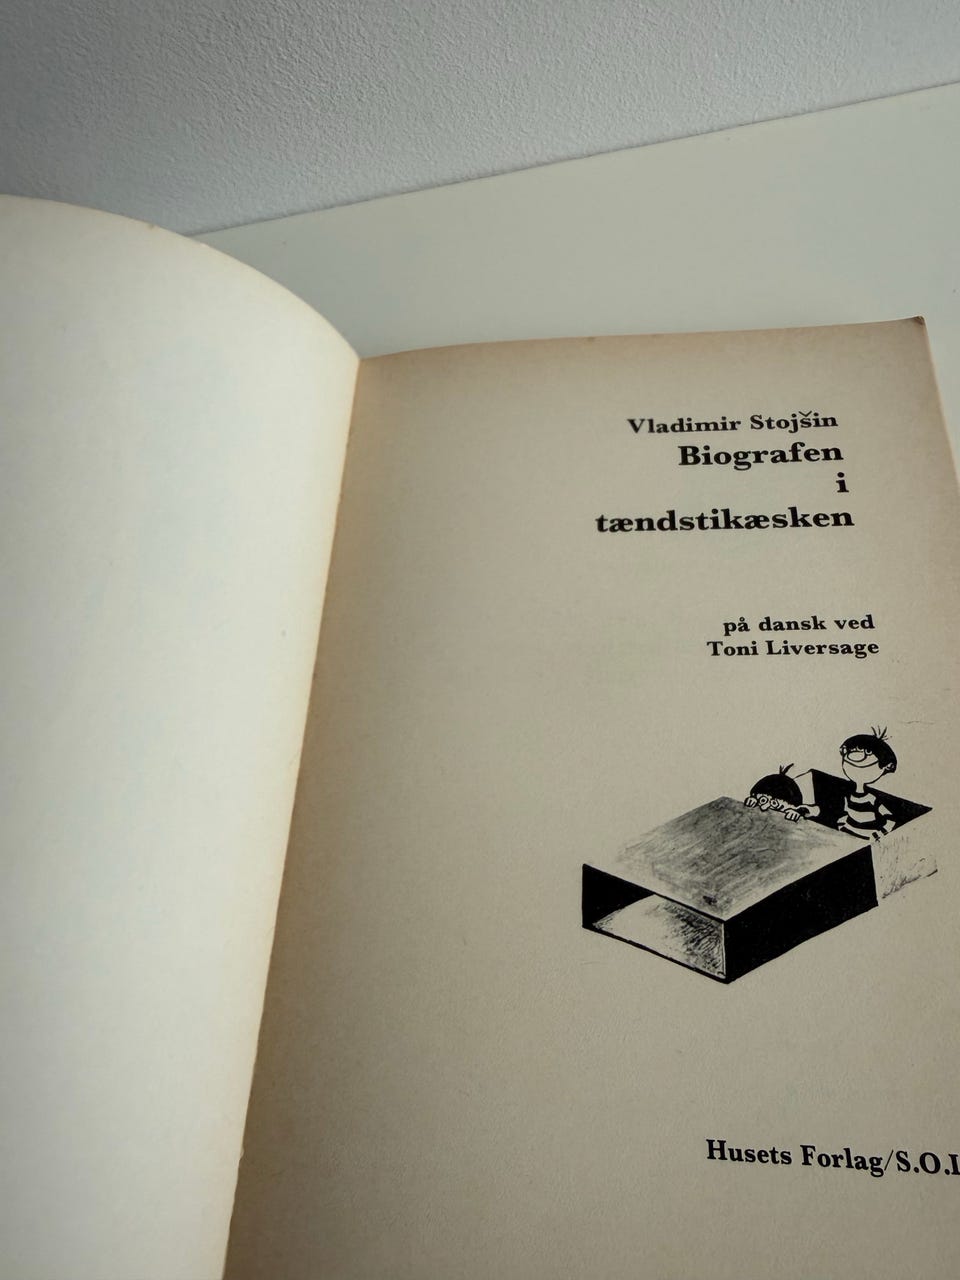 Vladimir Stojšin
Biografen
i
tændstikæsken
på dansk ved
Toni Liversage
Husets Forlag/S.O.